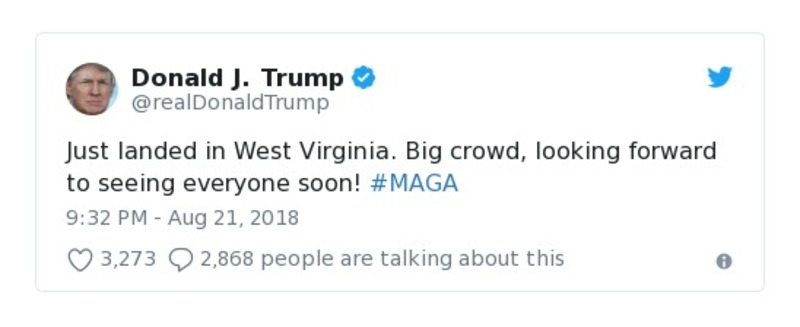 Donald J. Trump
@realDonaldTrump
Just landed in West Virginia. Big crowd, looking forward
to seeing everyone soon! #MAGA
9:32 PM - Aug 21, 2018
3,273 2,868 people are talking about this